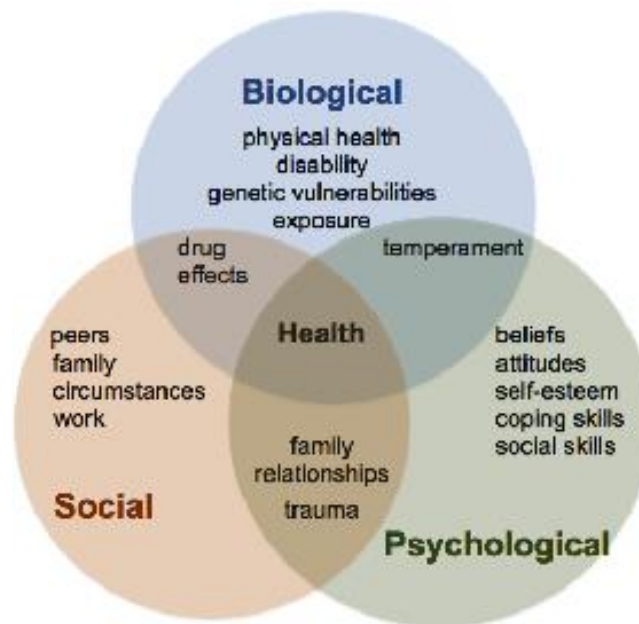 Biological
physical health
disability
genetic vulnerabilities
exposure
drug
effects
temperament
Health
peers
family
circumstances
work
beliefs
attitudes
self-esteem
coping skills
social skills
family
relationships
trauma
Social
Psychological